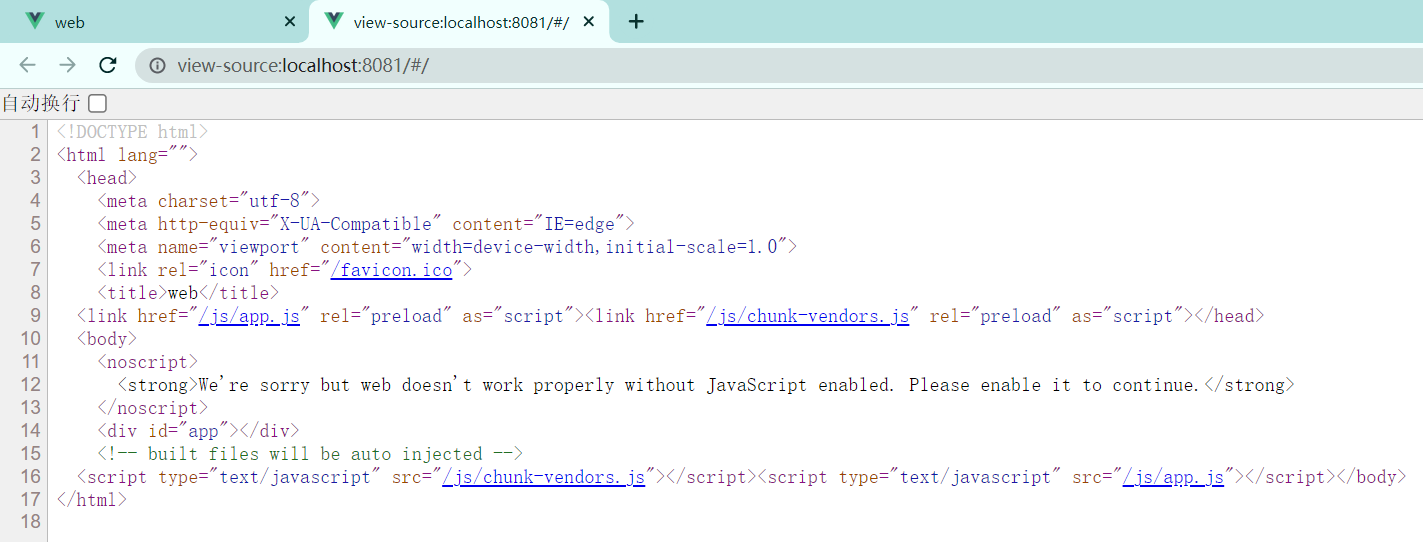 web
view-source:localhost:8081/#/
view-source:localhost:8081/#/
自动换行
1 <!DOCTYPE html>
2 <html lang="">
3 <head>
4 <meta charset="utf-8">
5 <meta http-equiv="X-UA-Compatible" content="IE=edge">
6 <meta name="viewport" content="width=device-width,initial-scale=1.0">
7 <link rel="icon" href="/favicon.ico">
8 <title>web</title>
9 <link href="/js/app.js" rel="preload" as="script"><link href="/js/chunk-vendors.js" rel="preload" as="script"></head>
10 <body>
11 <noscript>
12 <strong>We're sorry but web doesn't work properly without JavaScript enabled. Please enable it to continue.</strong>
13 </noscript>
14 <div id="app"></div>
15 <!-- built files will be auto injected -->
16 <script type="text/javascript" src="/js/chunk-vendors.js"></script><script type="text/javascript" src="/js/app.js"></script></body>
17 </html>
18